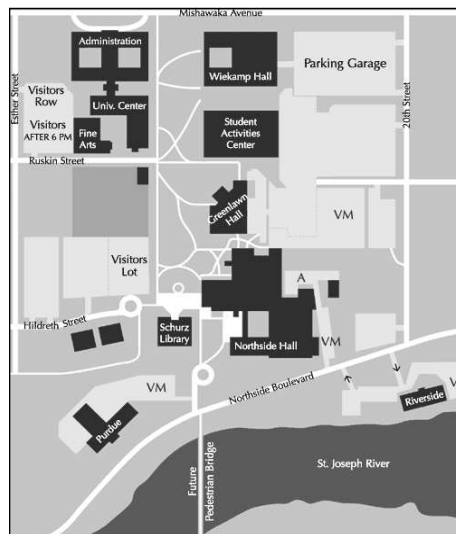 Mishawaka Avenue
Administration
Wiekamp Hall
Parking Garage
Esther Street
20th Street
Visitors
Row
Univ. Center
Visitors
AFTER 6 PM
Fine
Arts
Student
Activities
Center
Ruskin Street
Greenlawn
Hall
VM
Visitors
Lot
A
Hildreth Street
Schurz
Library
Northside Hall
VM
VM
Northside Boulevard
Riverside
V
Purdue
Future
Pedestrian Bridge
St. Joseph River